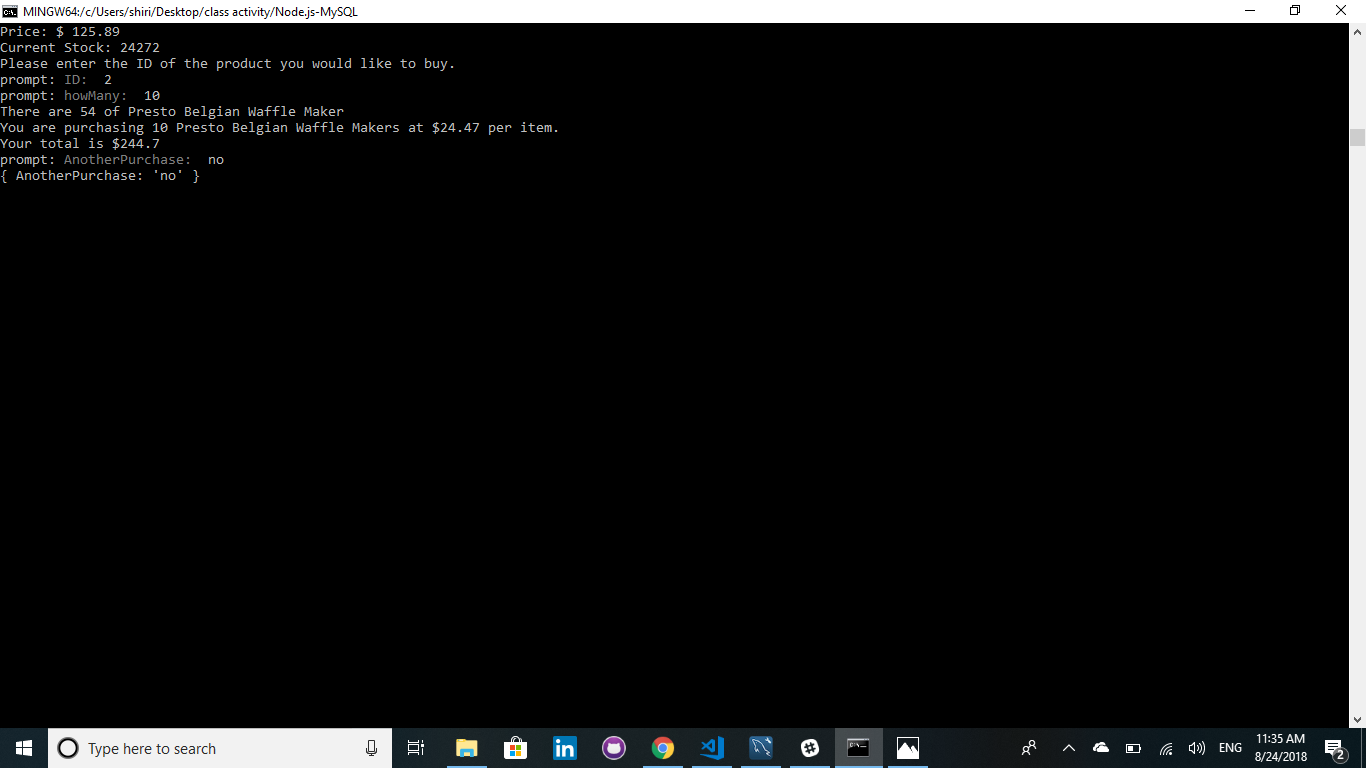 MINGW64:/c/Users/shiri/Desktop/class activity/Node.js-MySQL
Price: $ 125.89
Current Stock: 24272
Please enter the ID of the product you would like to buy.
prompt: ID:  2
prompt: howMany:  10
There are 54 of Presto Belgian Waffle Maker
You are purchasing 10 Presto Belgian Waffle Makers at $24.47 per item.
Your total is $244.7
prompt: AnotherPurchase:  no
{ AnotherPurchase: 'no' }
Type here to search
ENG
11:35 AM
8/24/2018
2